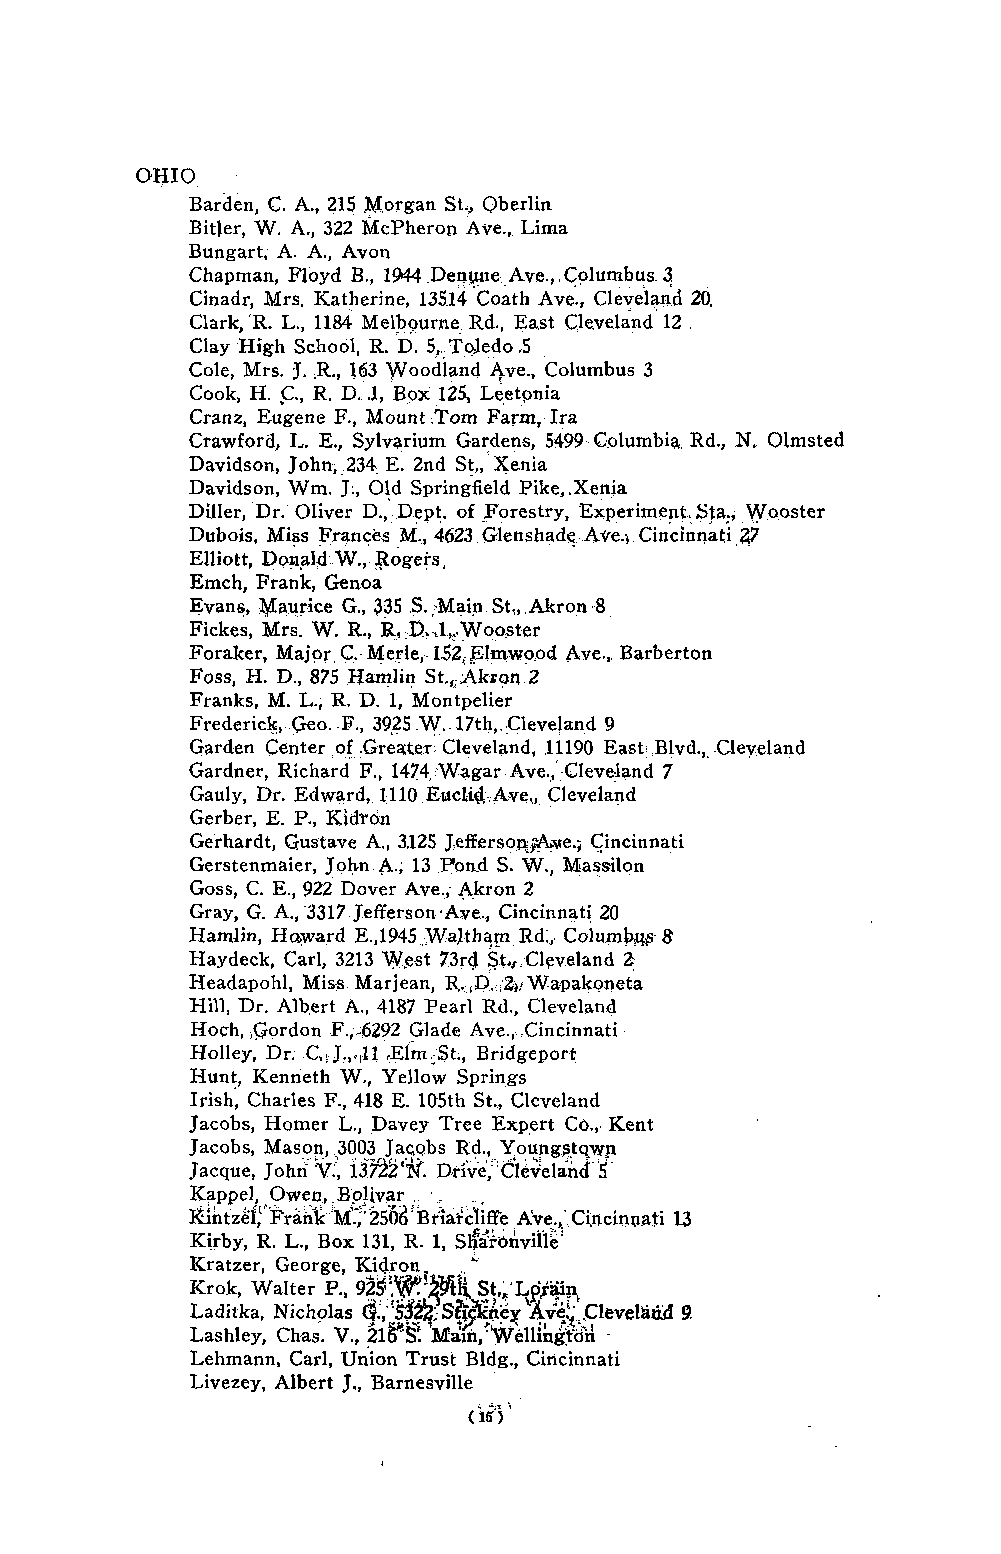 OHIO
Barden, C. A., 215 Morgan St., Oberlin
Bitler, W. A., 322 McPheron Ave., Lima
Bungart, A. A., Avon
Chapman, Floyd B., 1944 Denune Ave., Columbus 3
Cinadr, Mrs. Katherine, 13514 Coath Ave., Cleveland 20.
Clark, R. L., 1184 Melbourne Rd., East Cleveland 12
Clay High School, R. D. 5, Toledo 5
Cole, Mrs. J. R., 163 Woodland Ave., Columbus 3
Cook, H. C., R. D. 1, Box 125, Leetonia
Cranz, Eugene F., Mount Tom Farm, Ira
Crawford, L. E., Sylvarium Gardens, 5499 Columbia Rd., N. Olmsted
Davidson, John, 234 E. 2nd St., Xenia
Davidson, Wm. J., Old Springfield Pike, Xenia
Diller, Dr. Oliver D., Dept. of Forestry, Experiment Sta., Wooster
Dubois, Miss Frances M., 4623 Glenshade Ave., Cincinnati 27
Elliott, Donald W., Rogers
Emch, Frank, Genoa
Evans, Maurice G., 335 S. Main St., Akron 8
Fickes, Mrs. W. R., R. D. 1, Wooster
Foraker, Major C. Merle, 152 Elmwood Ave., Barberton
Foss, H. D., 875 Hamlin St., Akron 2
Franks, M. L., R. D. 1, Montpelier
Frederick, Geo. F., 3925 W. 17th, Cleveland 9
Garden Center of Greater Cleveland, 11190 East Blvd., Cleveland
Gardner, Richard F., 1474 Wagar Ave., Cleveland 7
Gauly, Dr. Edward, 1110 Euclid Ave., Cleveland
Gerber, E. P., Kidron
Gerhardt, Gustave A., 3125 Jefferson Ave., Cincinnati
Gerstenmaier, John A., 13 Pond S. W., Massilon
Goss, C. E., 922 Dover Ave., Akron 2
Gray, G. A., 3317 Jefferson Ave., Cincinnati 20
Hamlin, Howard E.,1945 Waltham Rd., Columbus 8
Haydeck, Carl, 3213 West 73rd St., Cleveland 2
Headapohl, Miss Marjean, R. D. 2, Wapakoneta
Hill, Dr. Albert A., 4187 Pearl Rd., Cleveland
Hoch, Gordon F., 6292 Glade Ave., Cincinnati
Holley, Dr. C. J., 11 Elm St., Bridgeport
Hunt, Kenneth W., Yellow Springs
Irish, Charles F., 418 E. 105th St., Cleveland
Jacobs, Homer L., Davey Tree Expert Co., Kent
Jacobs, Mason, 3003 Jacobs Rd., Youngstown
Jacque, John V., 13722 N. Drive, Cleveland 5
Kappel, Owen, Bolivar
Kintzel, Frank M., 2506 Briarcliffe Ave., Cincinnati 13
Kirby, R. L., Box 131, R. 1, Sharonville
Kratzer, George, Kidron
Krok, Walter P., 925 W. 29th St., Lorain
Laditka, Nicholas G., 5322 Stickney Ave., Cleveland 9
Lashley, Chas. V., 216 S. Main, Wellington
Lehmann, Carl, Union Trust Bldg., Cincinnati
Livezey, Albert J., Barnesville